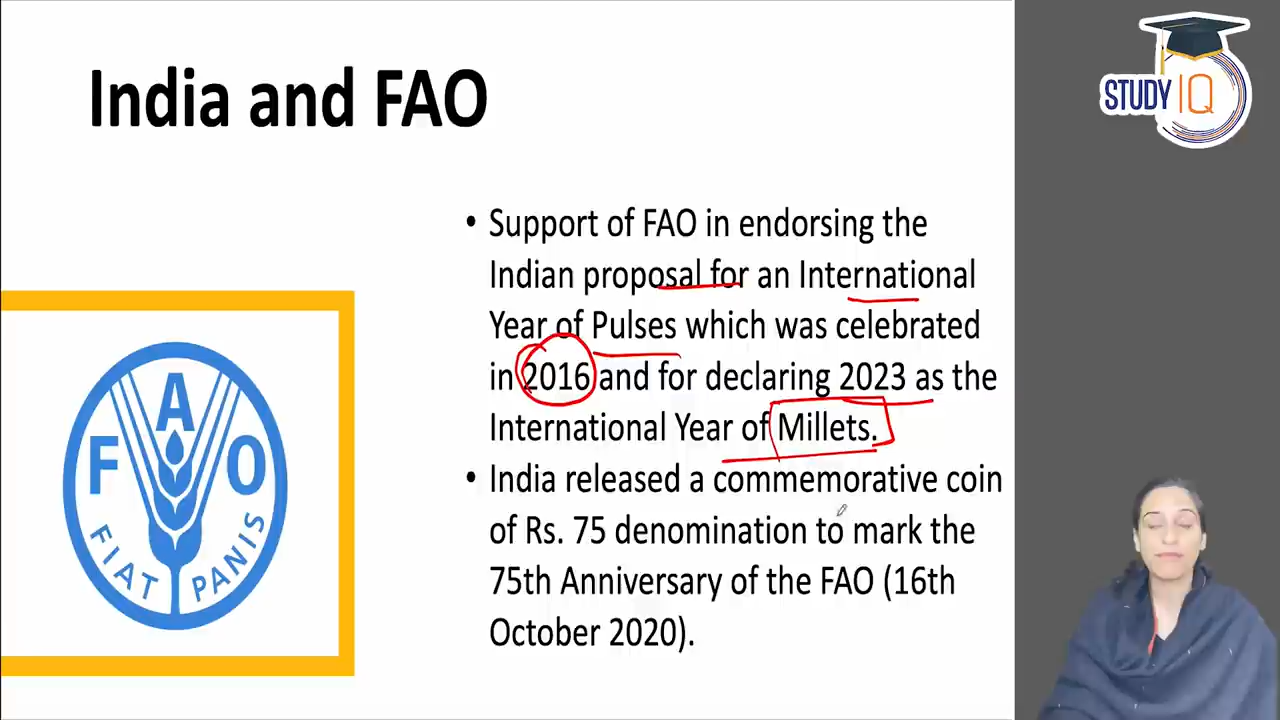 India and FAO
STUDY IQ
• Support of FAO in endorsing the
Indian proposal for an International
Year of Pulses which was celebrated
in 2016 and for declaring 2023 as the
International Year of Millets.
• India released a commemorative coin
of Rs. 75 denomination to mark the
75th Anniversary of the FAO (16th
October 2020).
F A O
FIAT PANIS